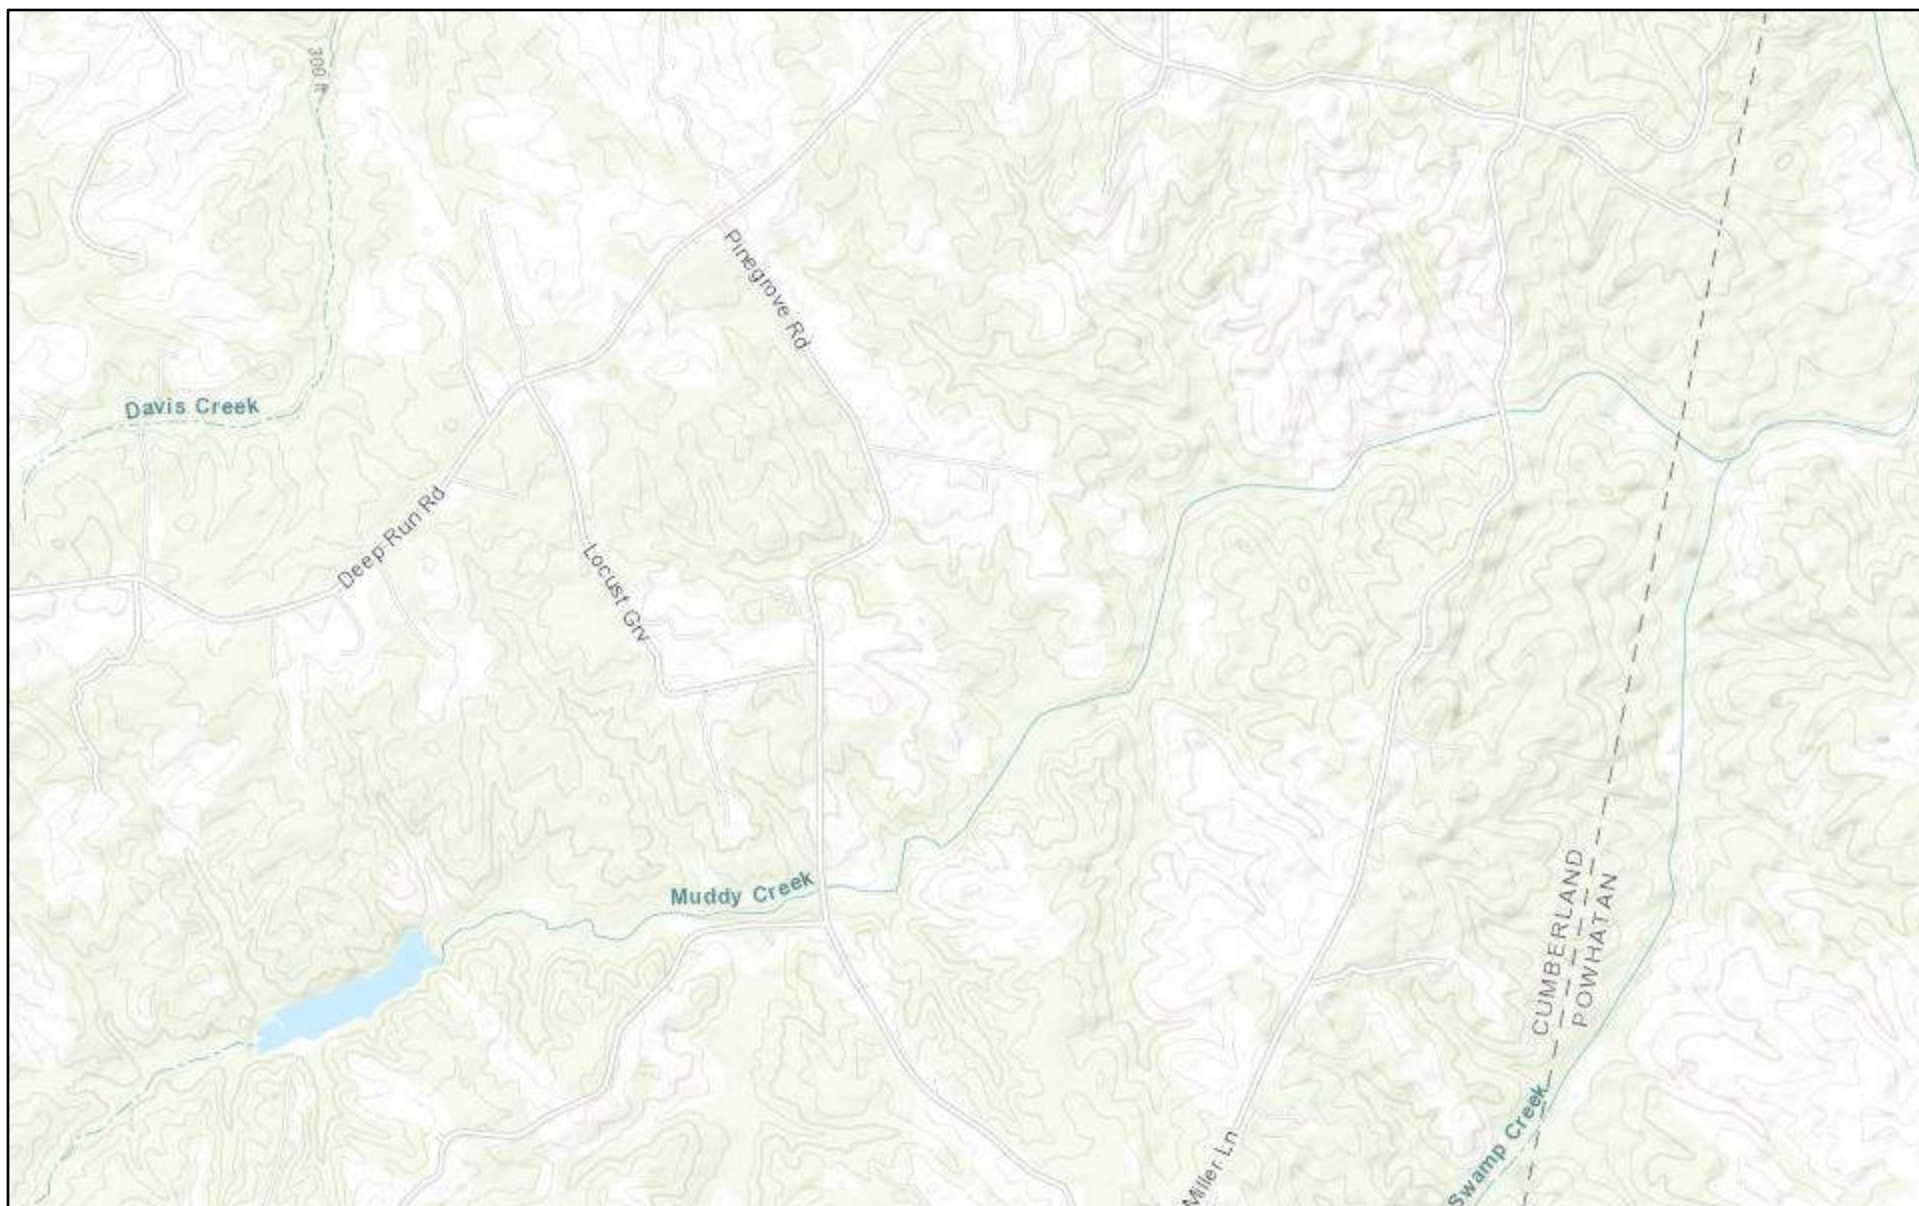 300 ft
Pinegrove Rd
Davis Creek
Deep Run Rd
Locust Grv
Muddy Creek
CUMBERLAND
POWHATAN
Miller Ln
Swamp Creek